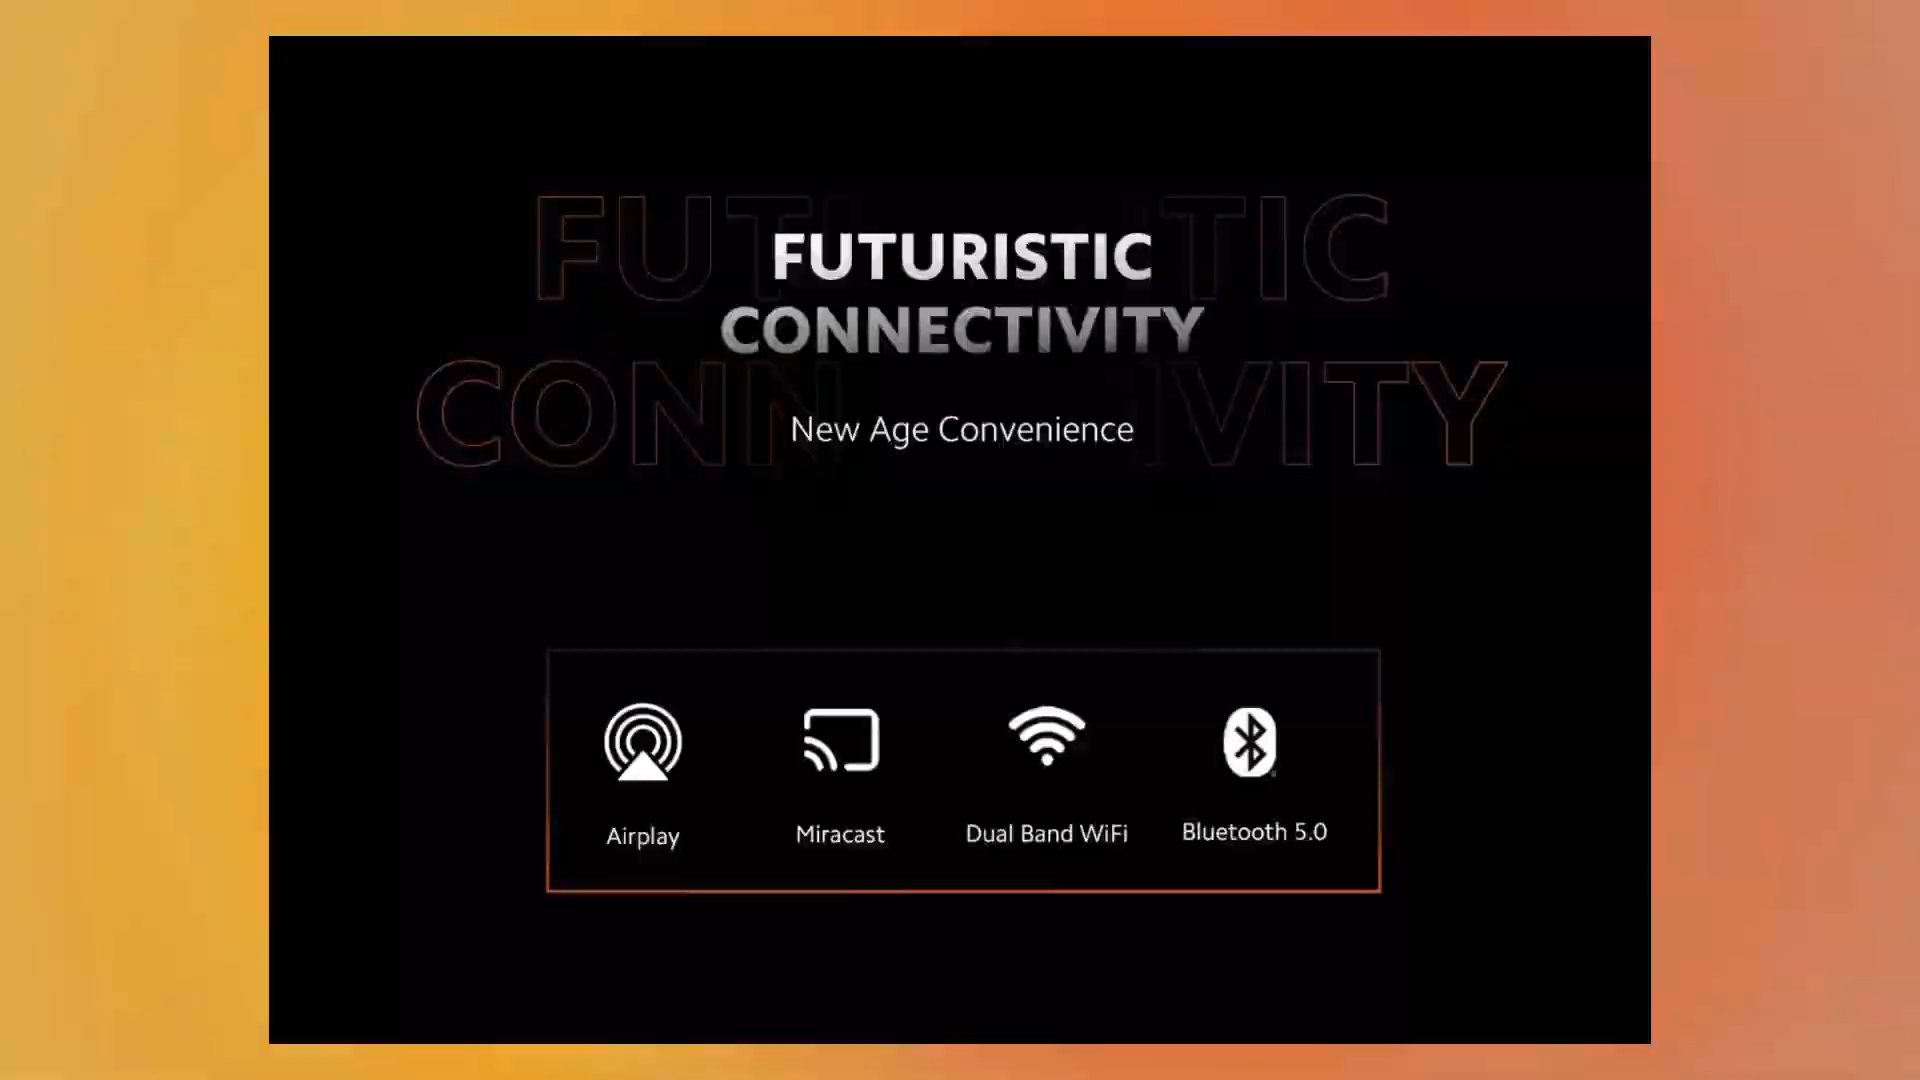 FUTURISTIC
CONNECTIVITY
New Age Convenience
Airplay
Miracast
Dual Band WiFi
Bluetooth 5.0